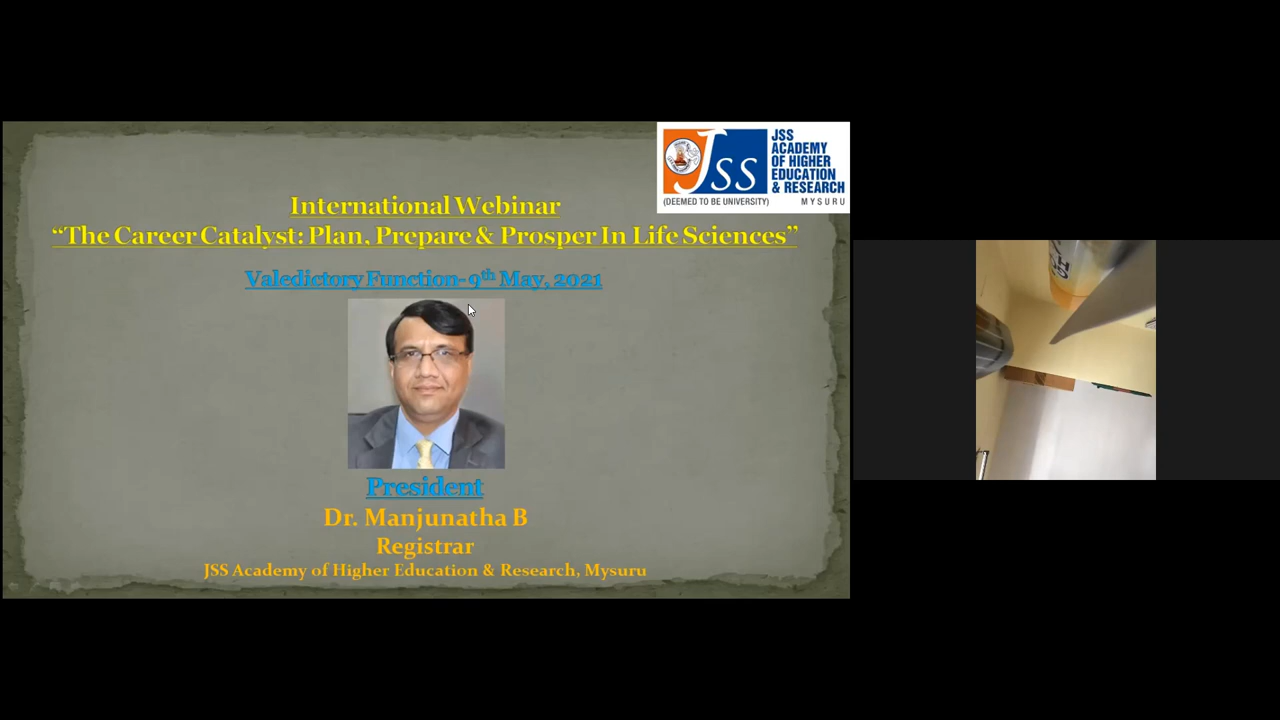 JSS
JSS
ACADEMY
OF HIGHER
EDUCATION
& RESEARCH
(DEEMED TO BE UNIVERSITY) MYSURU
International Webinar
“The Career Catalyst: Plan, Prepare & Prosper In Life Sciences”
Valedictory Function- 9th May, 2021
President
Dr. Manjunatha B
Registrar
JSS Academy of Higher Education & Research, Mysuru